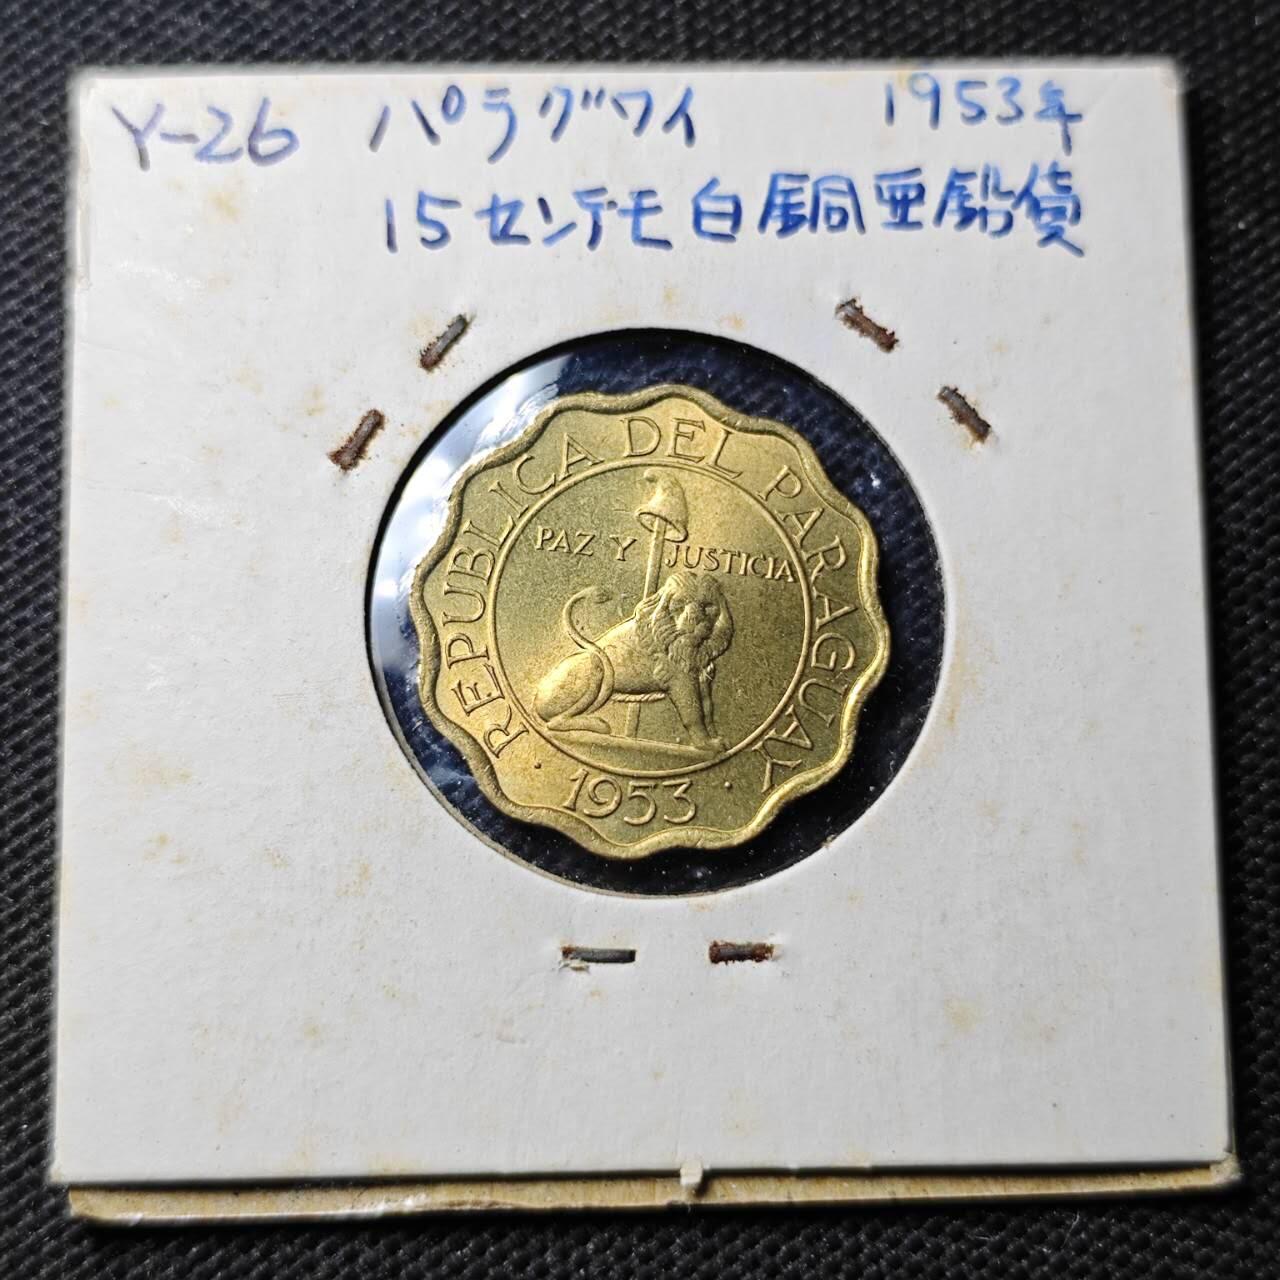 Y-26 パラグワイ 1953年
15センデモ白銅亜鉛貨
REPUBLICA DEL PARAGUAY
PAZ Y JUSTICIA
· 1953 ·